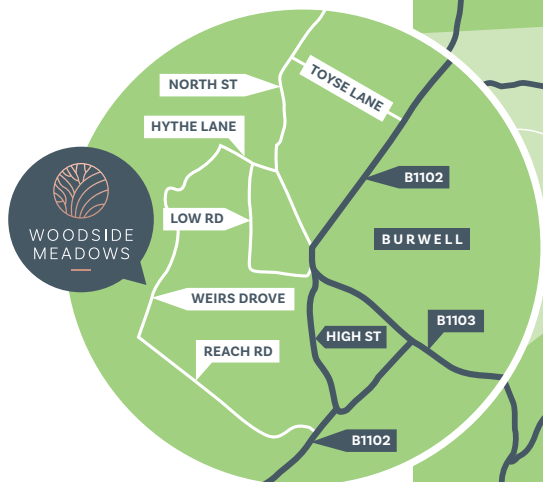 NORTH ST
TOYSE LANE
HYTHE LANE
B1102
WOODSIDE
MEADOWS
LOW RD
BURWELL
WEIRS DROVE
B1103
HIGH ST
REACH RD
B1102